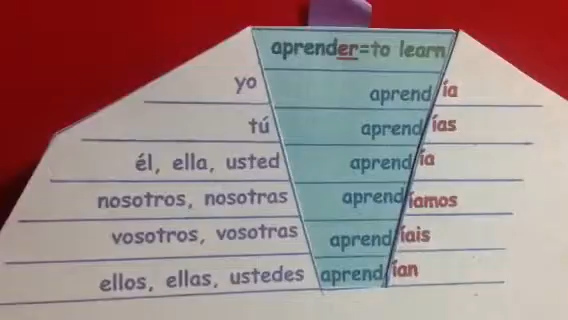 aprender=to learn
yo aprend ía
tú aprend ías
él, ella, usted aprend ía
nosotros, nosotras aprend íamos
vosotros, vosotras aprend íais
ellos, ellas, ustedes aprend ían